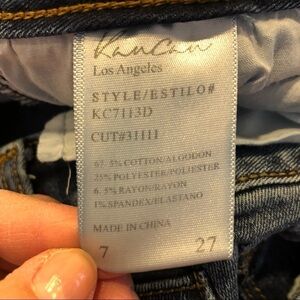 KanCan
Los Angeles
STYLE/ESTILO#
KC7113D
CUT#31111
67.5%COTTON/ALGODON
25%POLYESTER/POLIESTER
6.5%RAYON/RAYON
1%SPANDEX/ELASTANO
MADE IN CHINA
7 27